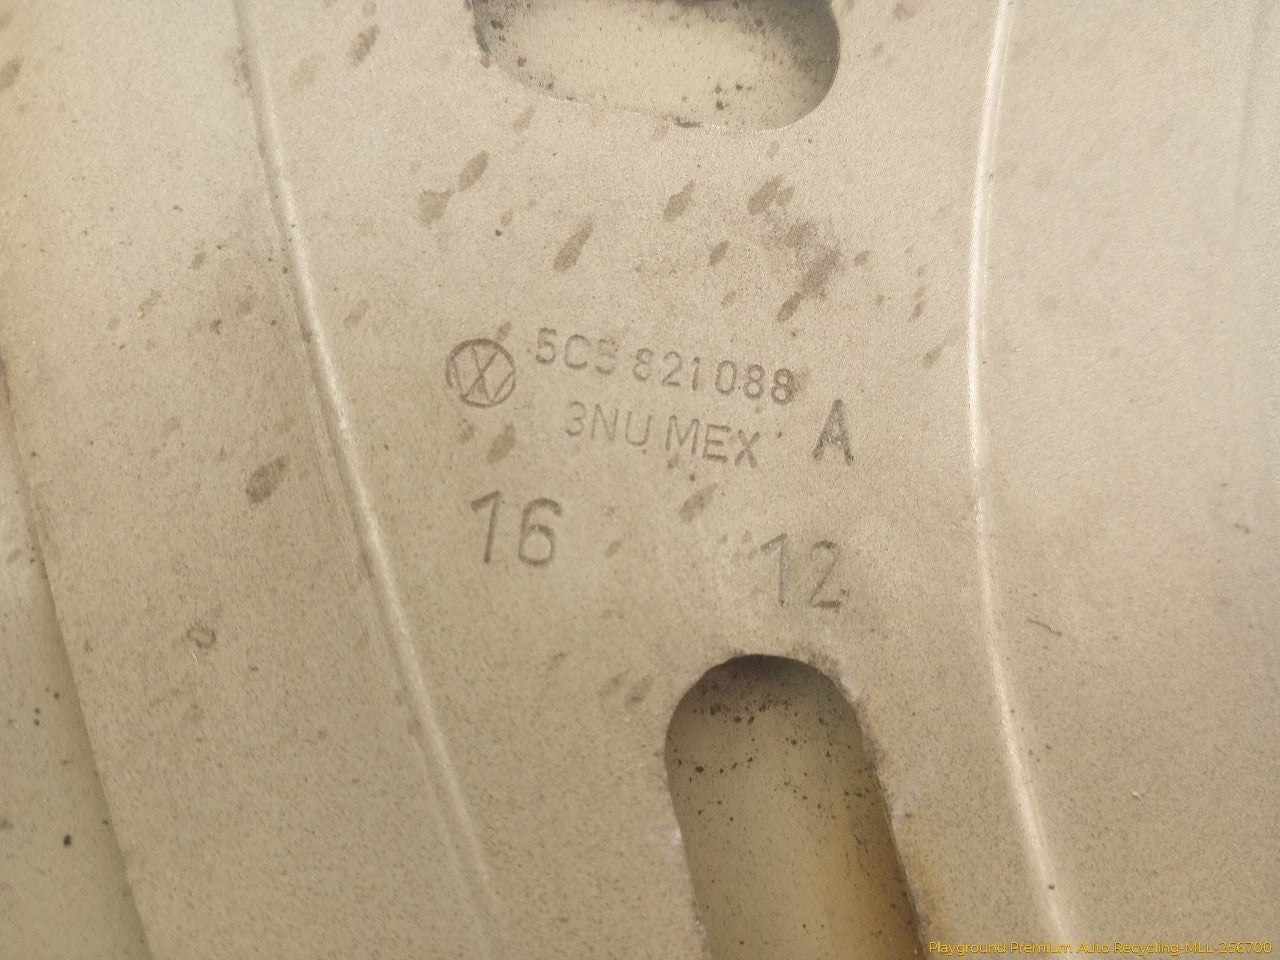 5C5 821 088 A
3NU MEX
16 12
Playground Premium Auto Recycling-MLL-256700